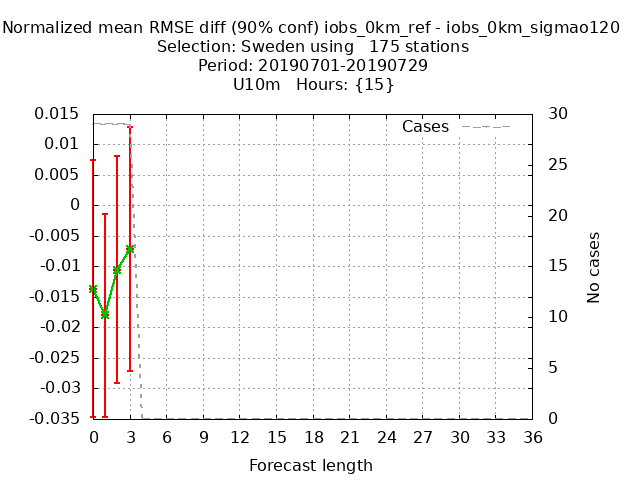 Normalized mean RMSE diff (90% conf) iobs_0km_ref - iobs_0km_sigmao120
Selection: Sweden using   175 stations
Period: 20190701-20190729
U10m   Hours: {15}
Cases
0.015
0.01
0.005
0
-0.005
-0.01
-0.015
-0.02
-0.025
-0.03
-0.035
30
25
20
15
10
5
0
No cases
0 3 6 9 12 15 18 21 24 27 30 33 36
Forecast length